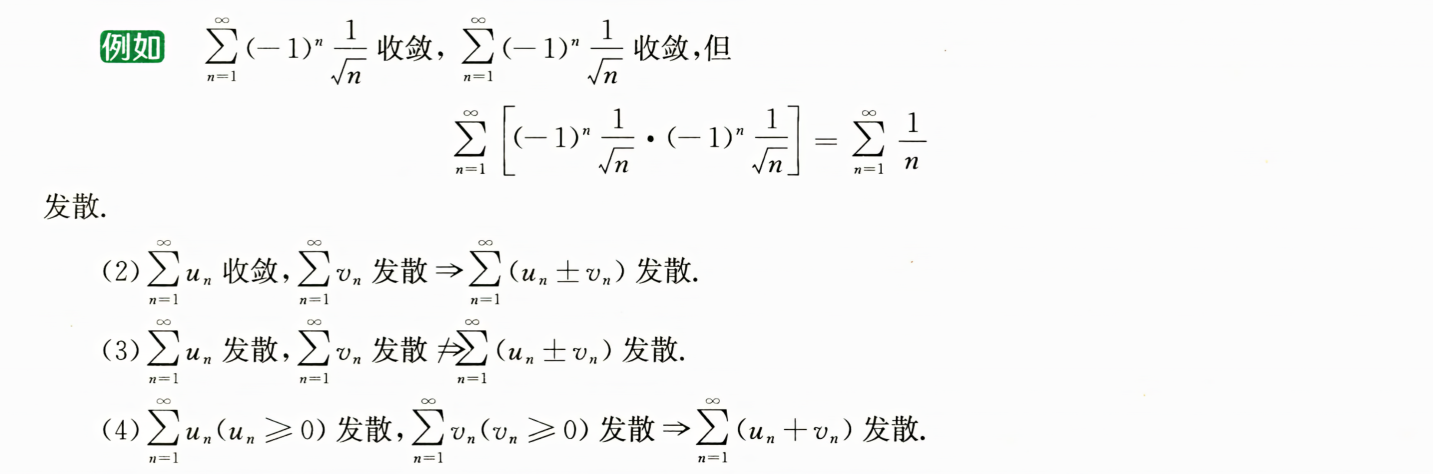 例如 $\sum_{n=1}^{\infty}(-1)^n\frac{1}{\sqrt{n}}$ 收敛, $\sum_{n=1}^{\infty}(-1)^n\frac{1}{\sqrt{n}}$ 收敛,但
$\sum_{n=1}^{\infty}\left[(-1)^n\frac{1}{\sqrt{n}}\cdot(-1)^n\frac{1}{\sqrt{n}}\right]=\sum_{n=1}^{\infty}\frac{1}{n}$
发散.
(2) $\sum_{n=1}^{\infty}u_n$ 收敛, $\sum_{n=1}^{\infty}v_n$ 发散 $\Rightarrow\sum_{n=1}^{\infty}(u_n\pm v_n)$ 发散.
(3) $\sum_{n=1}^{\infty}u_n$ 发散, $\sum_{n=1}^{\infty}v_n$ 发散 $\not\Rightarrow\sum_{n=1}^{\infty}(u_n\pm v_n)$ 发散.
(4) $\sum_{n=1}^{\infty}u_n(u_n\geqslant 0)$ 发散, $\sum_{n=1}^{\infty}v_n(v_n\geqslant 0)$ 发散 $\Rightarrow\sum_{n=1}^{\infty}(u_n+v_n)$ 发散.